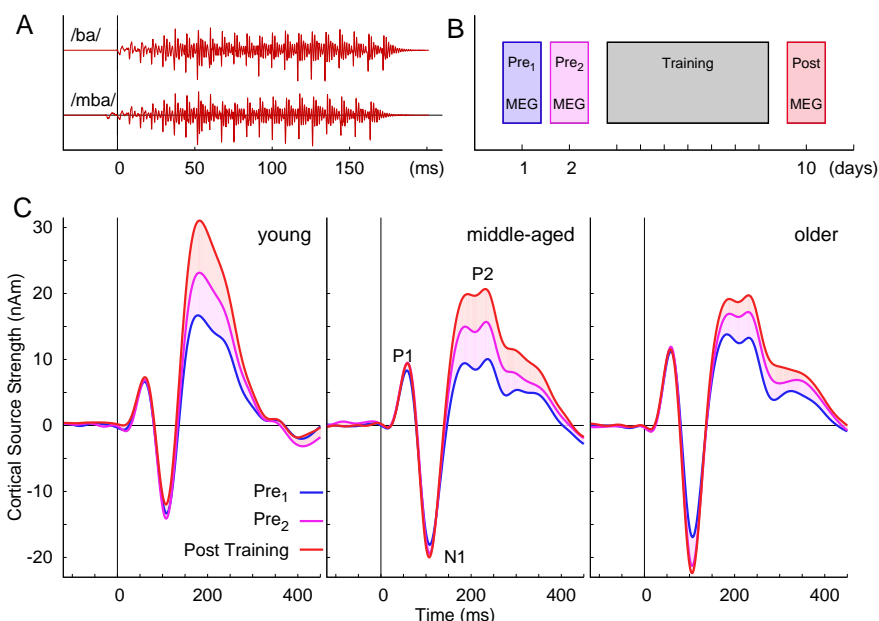 A
/ba/
/mba/
0 50 100 150 (ms)
B
Pre1 Pre2 Training Post
MEG MEG MEG
1 2 10 (days)
C
young middle-aged older
Cortical Source Strength (nAm)
30
20
10
0
-10
-20
P1
P2
N1
Pre1
Pre2
Post Training
0 200 400 0 200 400 0 200 400
Time (ms)